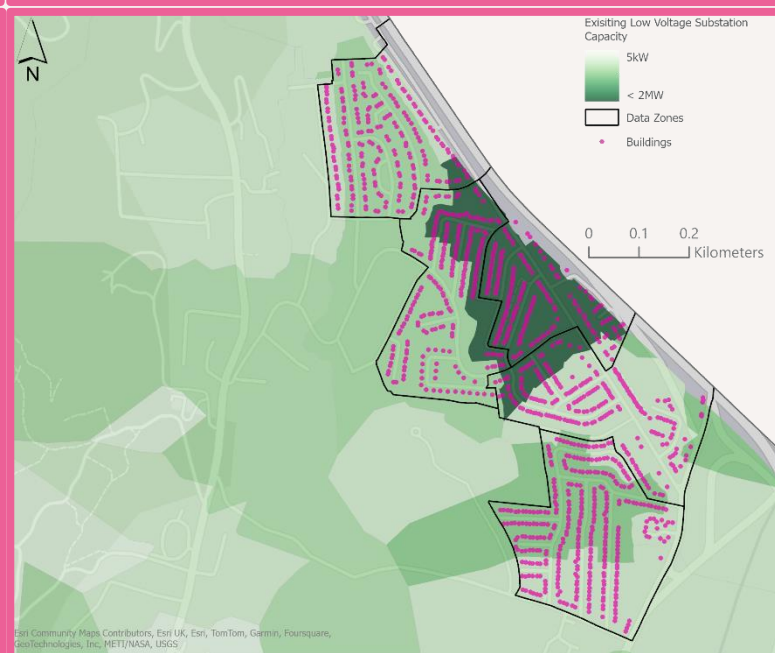 N
Exisiting Low Voltage Substation
Capacity
5kW
< 2MW
Data Zones
Buildings
0 0.1 0.2
Kilometers
Esri Community Maps Contributors, Esri UK, Esri, TomTom, Garmin, Foursquare,
GeoTechnologies, Inc, METI/NASA, USGS